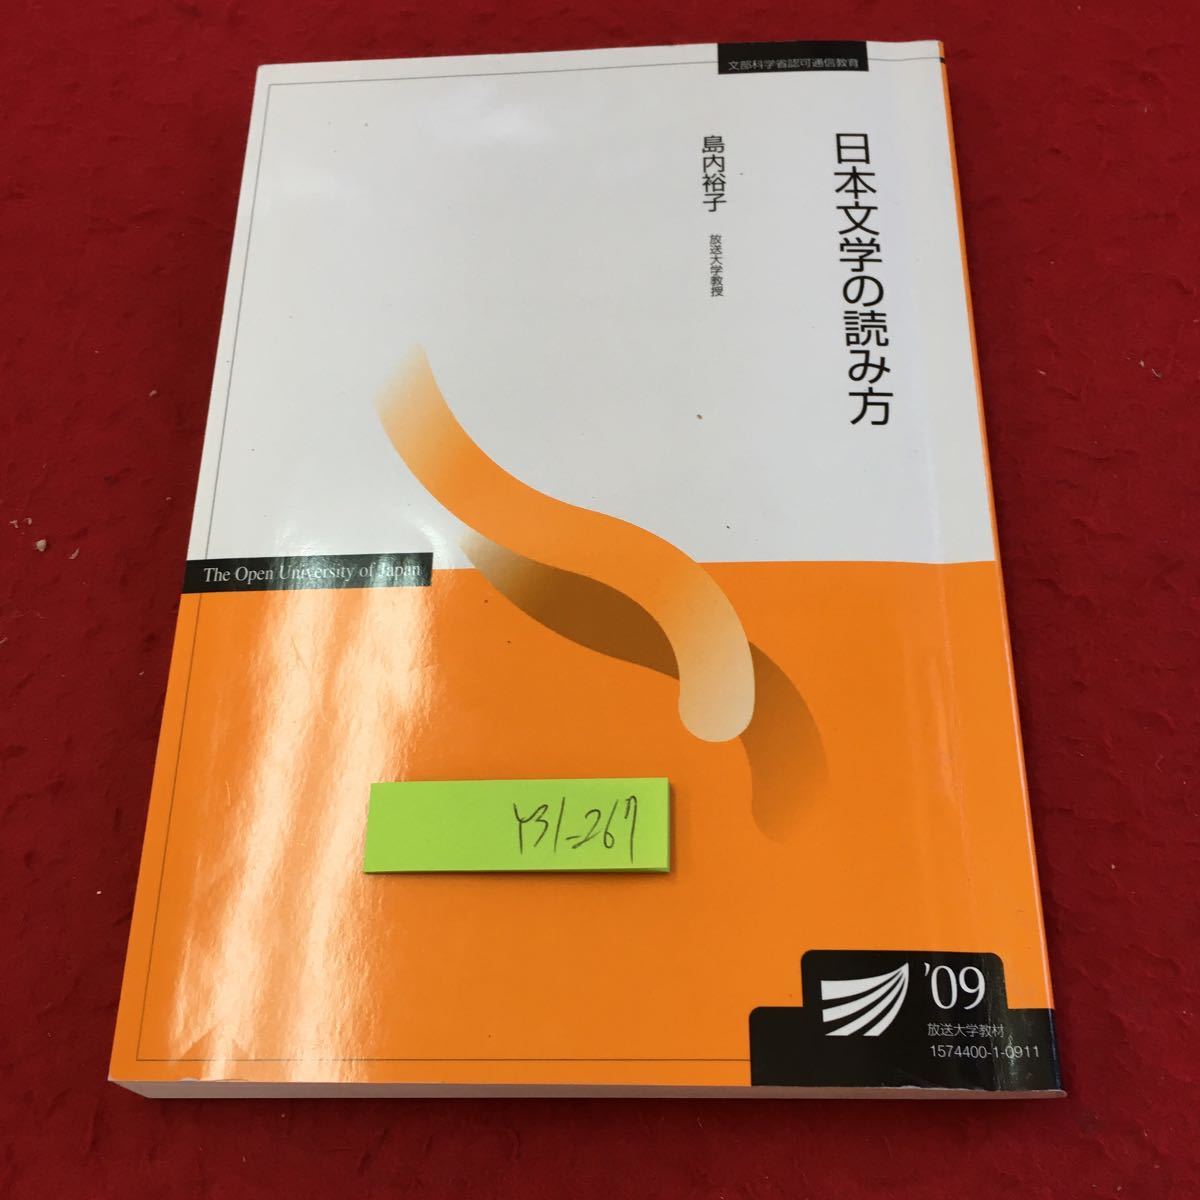 文部科学省認可通信教育
日本文学の読み方
島内裕子
放送大学教授
The Open University of Japan
Y31-267
'09
放送大学教材
1574400-1-0911